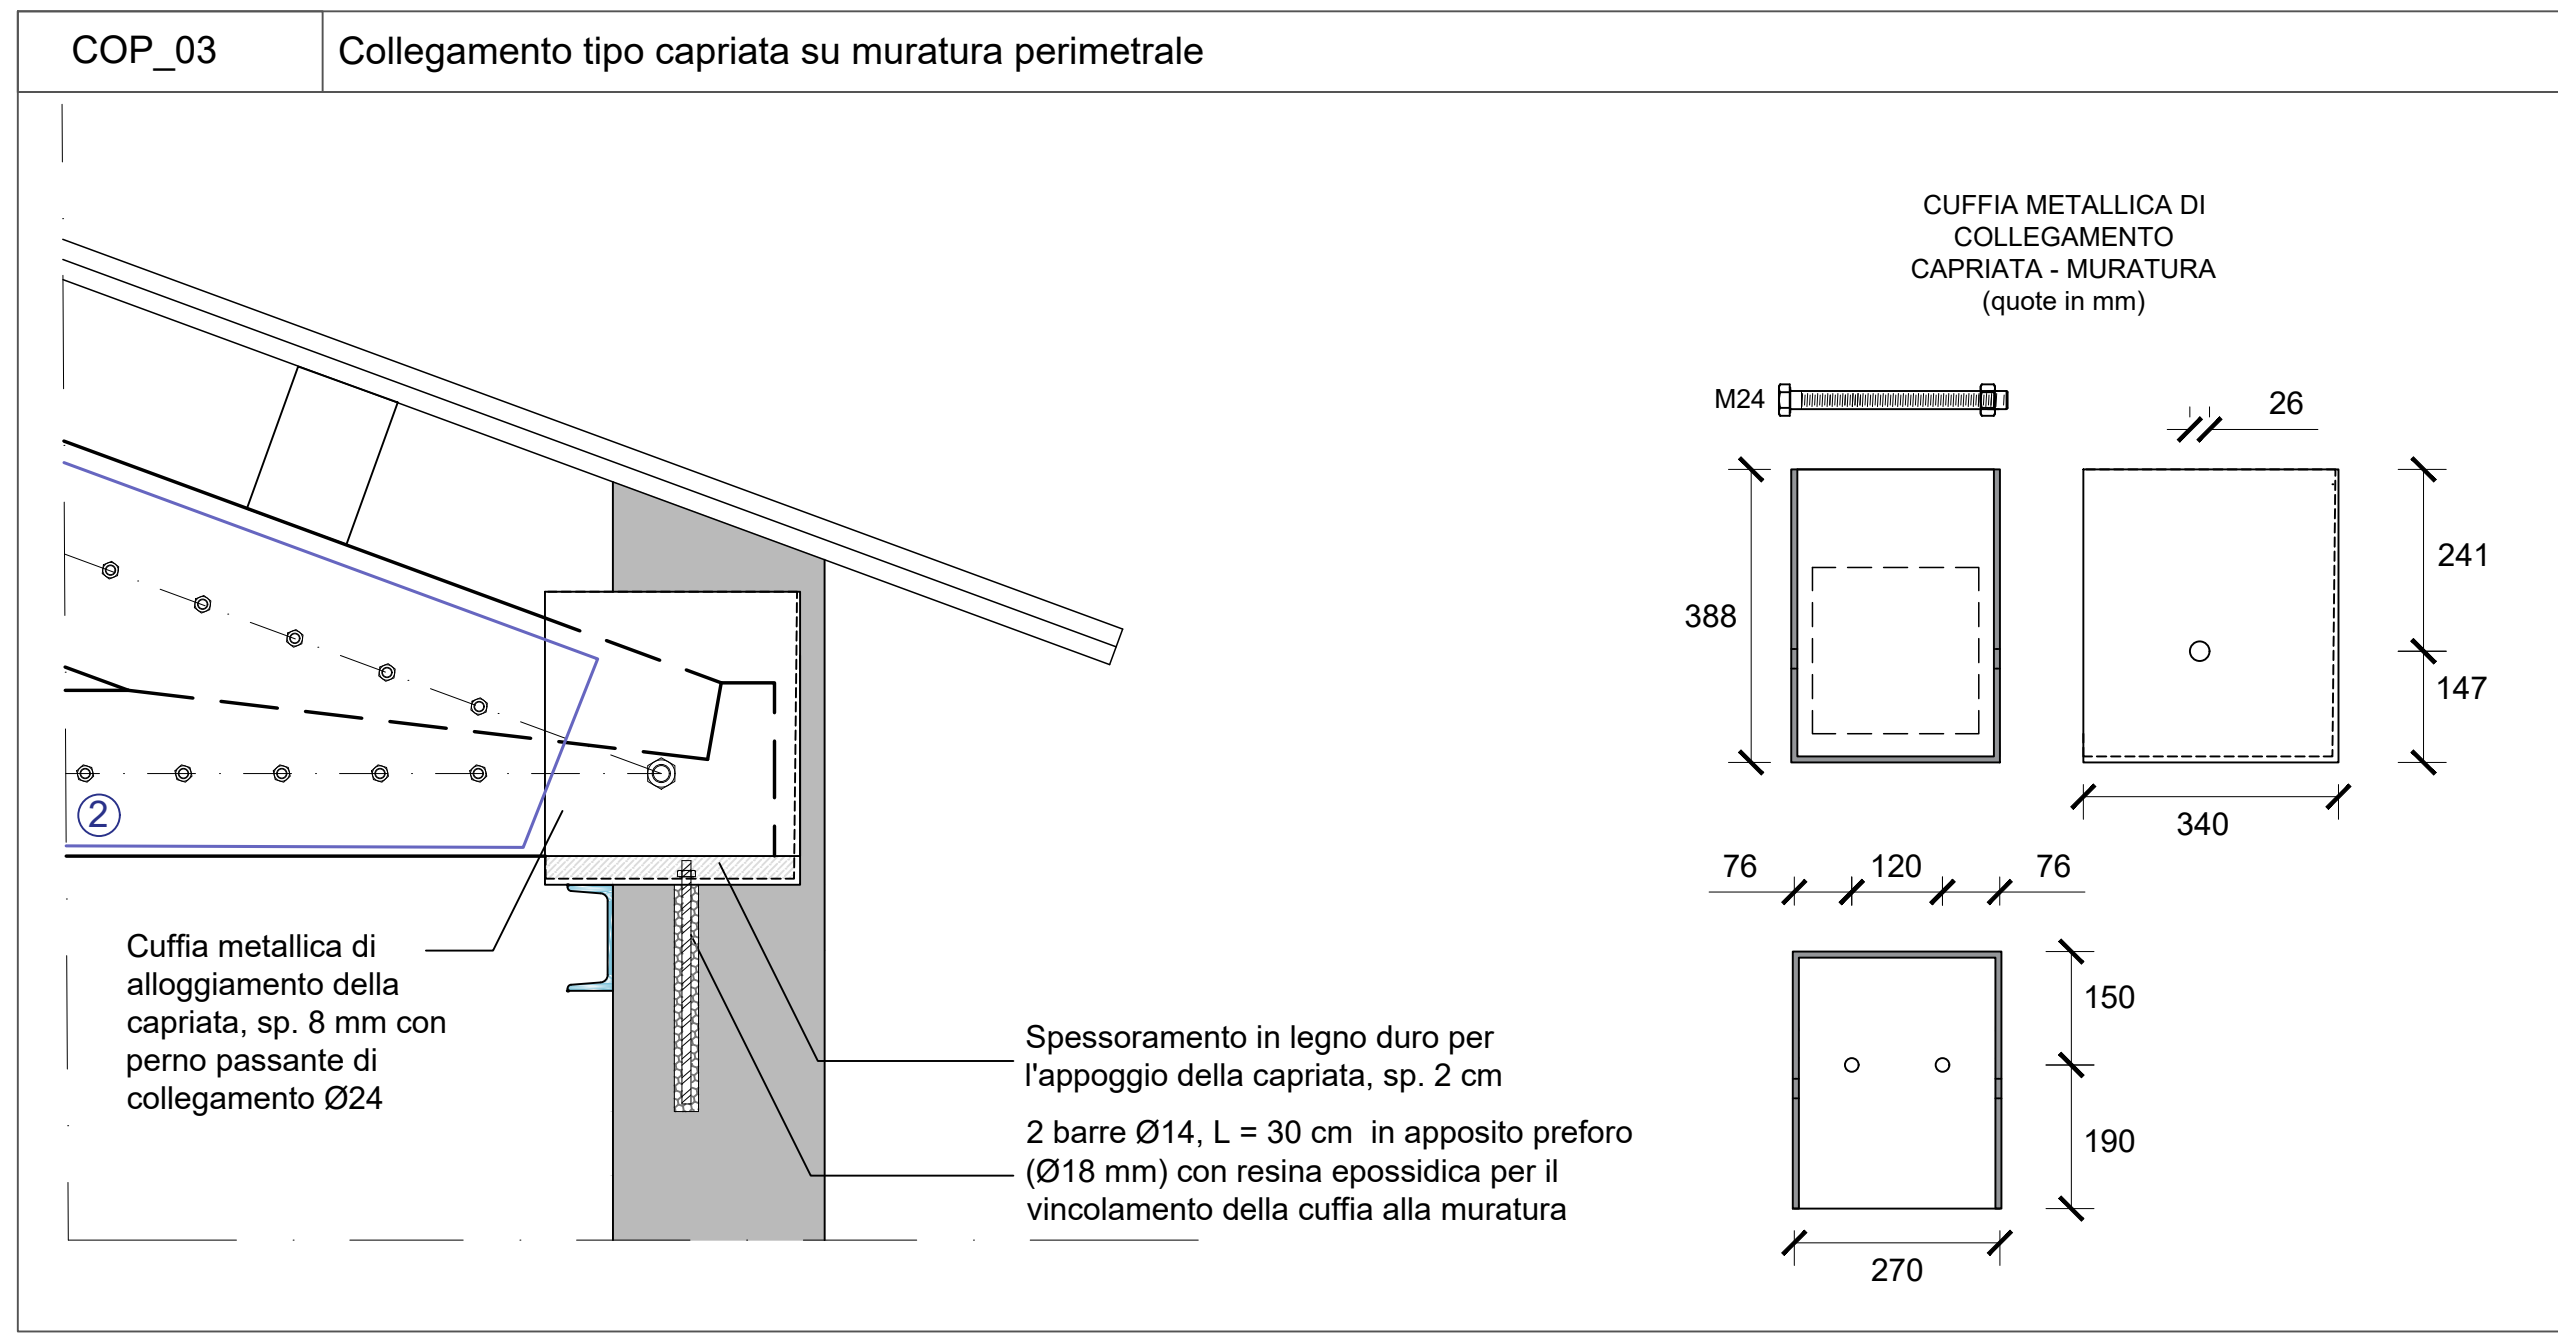 COP_03
Collegamento tipo capriata su muratura perimetrale
CUFFIA METALLICA DI
COLLEGAMENTO
CAPRIATA - MURATURA
(quote in mm)
M24
26
388
241
147
340
76
120
76
150
190
270
2
Cuffia metallica di
alloggiamento della
capriata, sp. 8 mm con
perno passante di
collegamento Ø24
Spessoramento in legno duro per
l'appoggio della capriata, sp. 2 cm
2 barre Ø14, L = 30 cm  in apposito preforo
(Ø18 mm) con resina epossidica per il
vincolamento della cuffia alla muratura